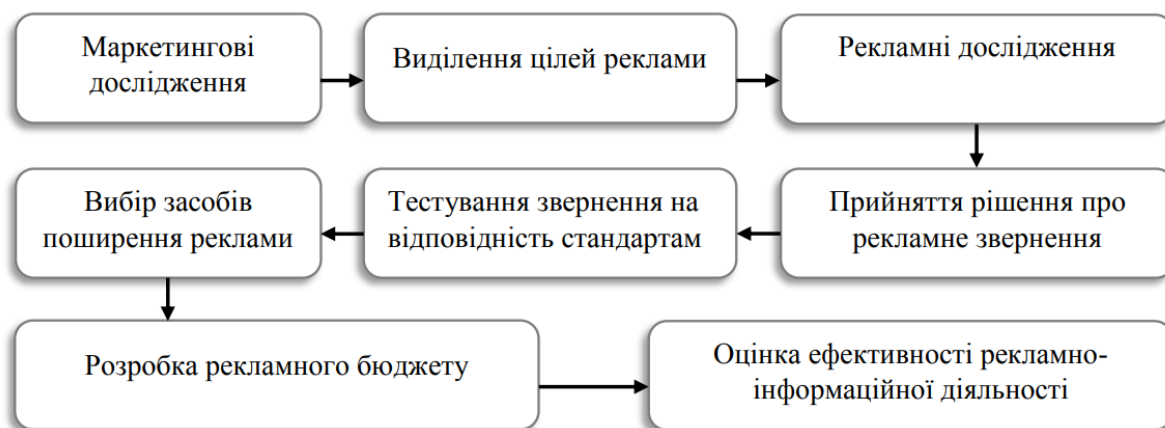 Маркетингові
дослідження
Виділення цілей реклами
Рекламні дослідження
Прийняття рішення про
рекламне звернення
Тестування звернення на
відповідність стандартам
Вибір засобів
поширення реклами
Розробка рекламного бюджету
Оцінка ефективності рекламно-
інформаційної діяльності